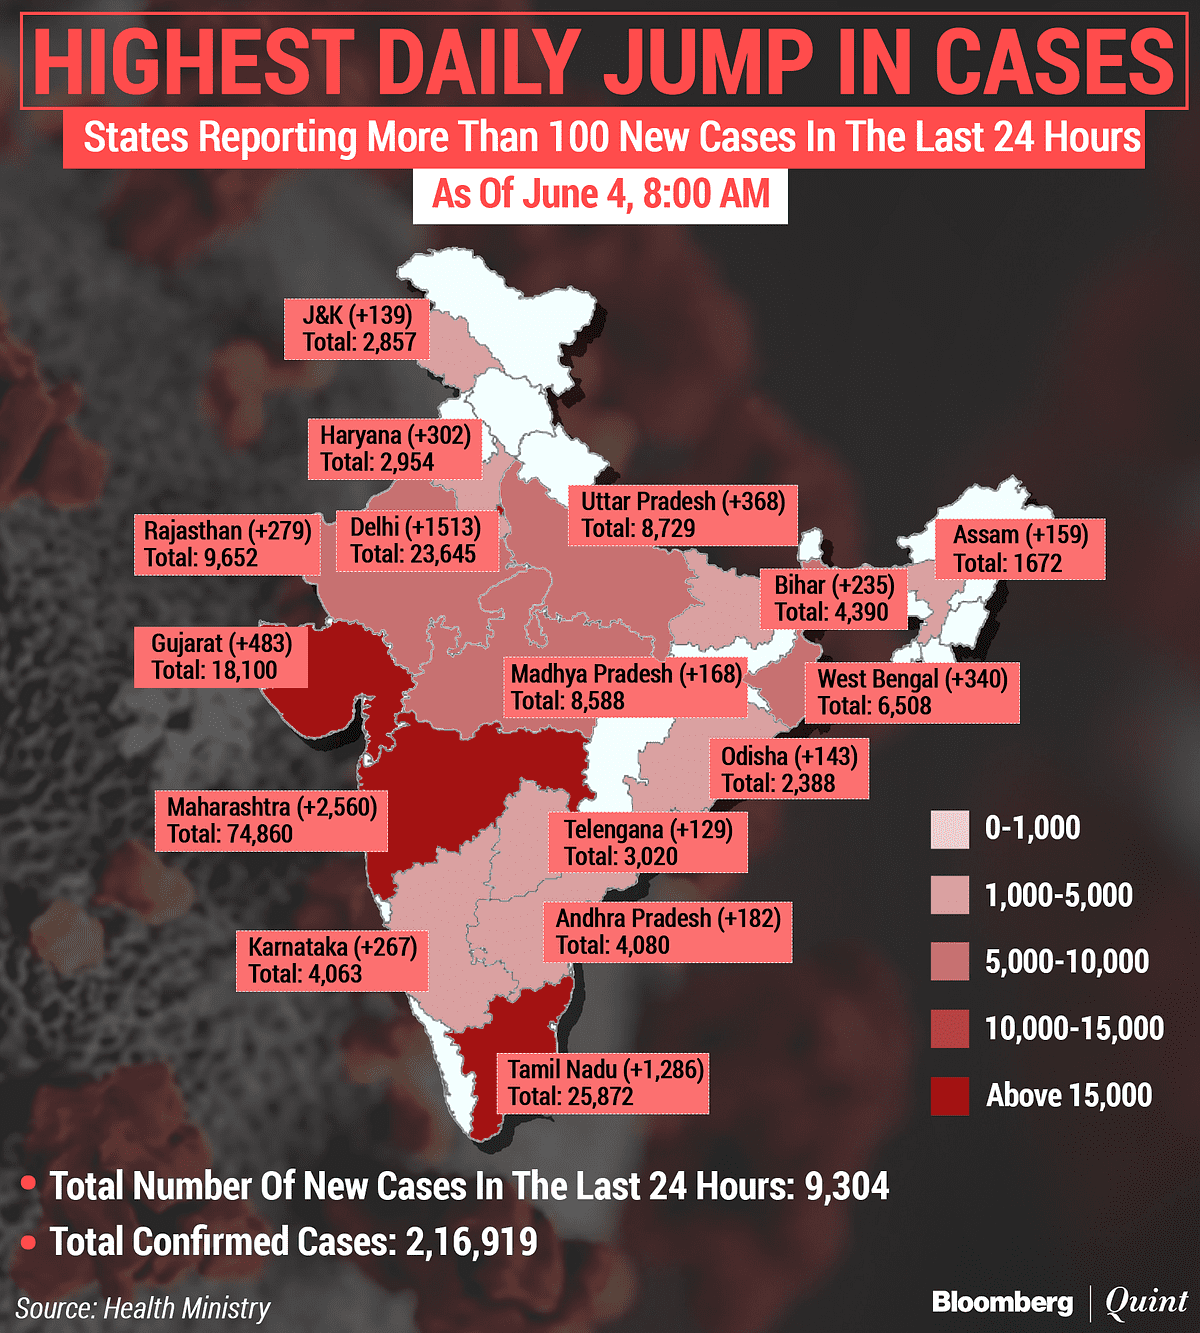 HIGHEST DAILY JUMP IN CASES
States Reporting More Than 100 New Cases In The Last 24 Hours
As Of June 4, 8:00 AM
J&K (+139)
Total: 2,857
Haryana (+302)
Total: 2,954
Uttar Pradesh (+368)
Total: 8,729
Rajasthan (+279)
Total: 9,652
Delhi (+1513)
Total: 23,645
Assam (+159)
Total: 1672
Bihar (+235)
Total: 4,390
Gujarat (+483)
Total: 18,100
Madhya Pradesh (+168)
Total: 8,588
West Bengal (+340)
Total: 6,508
Odisha (+143)
Total: 2,388
Maharashtra (+2,560)
Total: 74,860
Telengana (+129)
Total: 3,020
Andhra Pradesh (+182)
Total: 4,080
Karnataka (+267)
Total: 4,063
Tamil Nadu (+1,286)
Total: 25,872
0-1,000
1,000-5,000
5,000-10,000
10,000-15,000
Above 15,000
• Total Number Of New Cases In The Last 24 Hours: 9,304
• Total Confirmed Cases: 2,16,919
Source: Health Ministry
Bloomberg | Quint